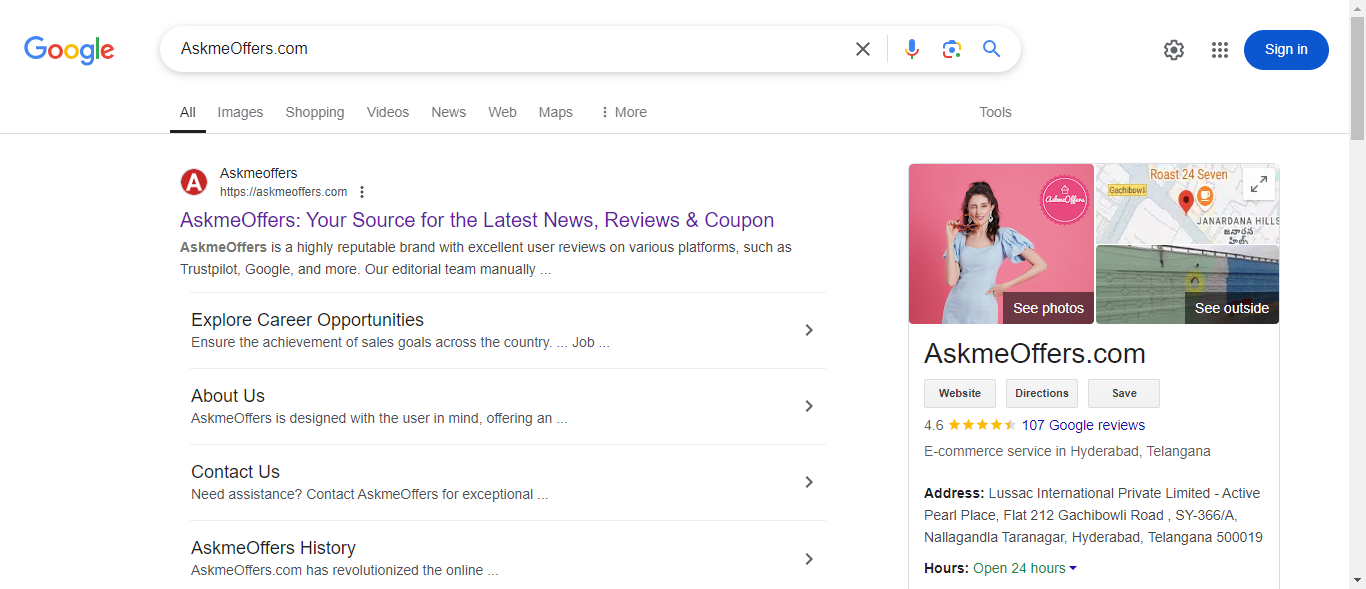 Google
AskmeOffers.com
Sign in
All Images Shopping Videos News Web Maps More Tools
Askmeoffers
https://askmeoffers.com
AskmeOffers: Your Source for the Latest News, Reviews & Coupon
AskmeOffers is a highly reputable brand with excellent user reviews on various platforms, such as
Trustpilot, Google, and more. Our editorial team manually ...
Explore Career Opportunities
Ensure the achievement of sales goals across the country. ... Job ...
About Us
AskmeOffers is designed with the user in mind, offering an ...
Contact Us
Need assistance? Contact AskmeOffers for exceptional ...
AskmeOffers History
AskmeOffers.com has revolutionized the online ...
AskmeOffers
See photos
Roast 24 Seven
Gachibowli
JANARDANA HILLS
జనార్దన
హిల్స్
See outside
AskmeOffers.com
Website Directions Save
4.6 107 Google reviews
E-commerce service in Hyderabad, Telangana
Address: Lussac International Private Limited - Active
Pearl Place, Flat 212 Gachibowli Road , SY-366/A,
Nallagandla Taranagar, Hyderabad, Telangana 500019
Hours: Open 24 hours